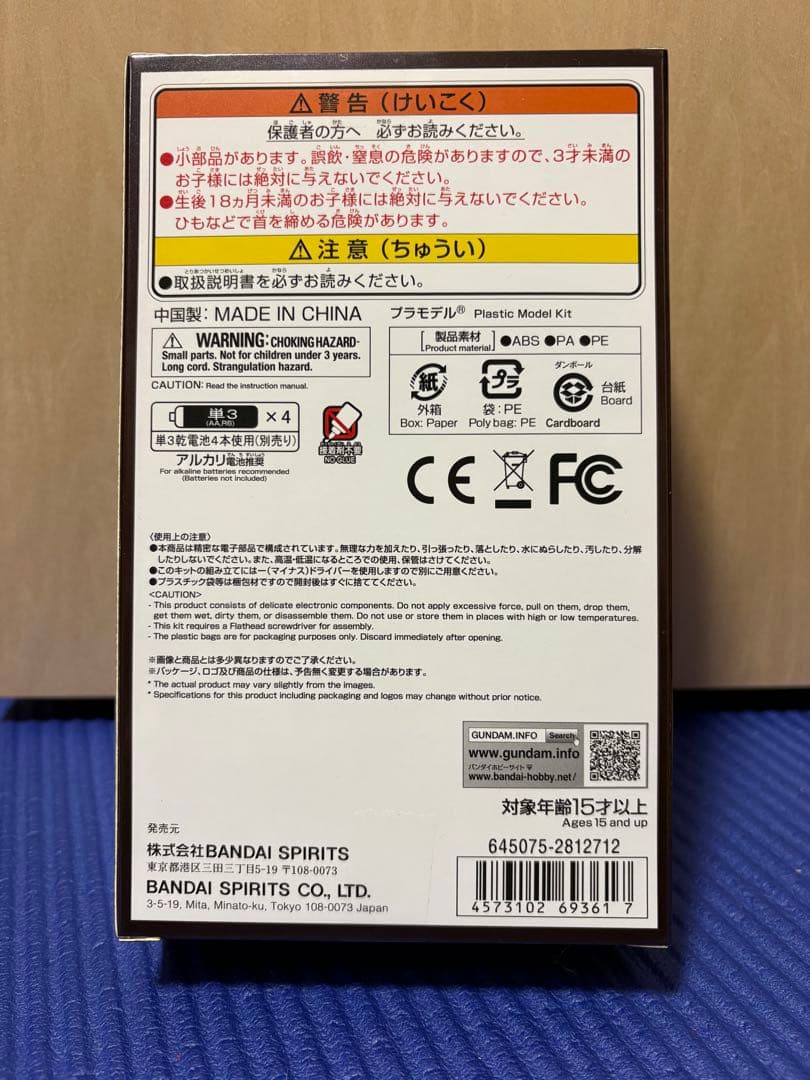 ⚠警告（けいこく）
保護者の方へ 必ずお読みください。
●小部品があります。誤飲・窒息の危険がありますので、3才未満の
お子様には絶対に与えないでください。
●生後18ヵ月未満のお子様には絶対に与えないでください。
ひもなどで首を締める危険があります。
⚠注意（ちゅうい）
●取扱説明書を必ずお読みください。
中国製：MADE IN CHINA
⚠ WARNING: CHOKING HAZARD-
Small parts. Not for children under 3 years.
Long cord. Strangulation hazard.
CAUTION: Read the instruction manual.
単3
(AA,R6)
×4
単3乾電池4本使用(別売り)
アルカリ電池推奨
For alkaline batteries recommended
(Batteries not included)
接着剤不要
NO GLUE
プラモデル® Plastic Model Kit
製品素材
Product material
●ABS ●PA ●PE
紙
外箱
Box: Paper
プラ
袋：PE
Poly bag: PE
ダンボール
Cardboard
台紙
Board
CE
FC
〈使用上の注意〉
●本商品は精密な電子部品で構成されています。無理な力を加えたり、引っ張ったり、落としたり、水にぬらしたり、汚したり、分解
したりしないでください。また、高温・低温になるところでの使用、保管はさけてください。
●このキットの組み立てには－(マイナス)ドライバーを使用しますので別にご用意ください。
●プラスチック袋等は梱包材ですので開封後はすぐに捨ててください。
<CAUTION>
- This product consists of delicate electronic components. Do not apply excessive force, pull on them, drop them,
get them wet, dirty them, or disassemble them. Do not use or store them in places with high or low temperatures.
- This kit requires a Flathead screwdriver for assembly.
- The plastic bags are for packaging purposes only. Discard immediately after opening.
※画像と商品とは多少異なりますのでご了承ください。
※パッケージ、ロゴ及び商品の仕様は、予告無く変更する場合があります。
* The actual product may vary slightly from the images.
* Specifications for this product including packaging and logos may change without prior notice.
GUNDAM.INFO Search
www.gundam.info
バンダイホビーサイト
www.bandai-hobby.net/
対象年齢15才以上
Ages 15 and up
発売元
株式会社BANDAI SPIRITS
東京都港区三田三丁目5-19 〒108-0073
BANDAI SPIRITS CO., LTD.
3-5-19, Mita, Minato-ku, Tokyo 108-0073 Japan
645075-2812712
4573102 69361 7